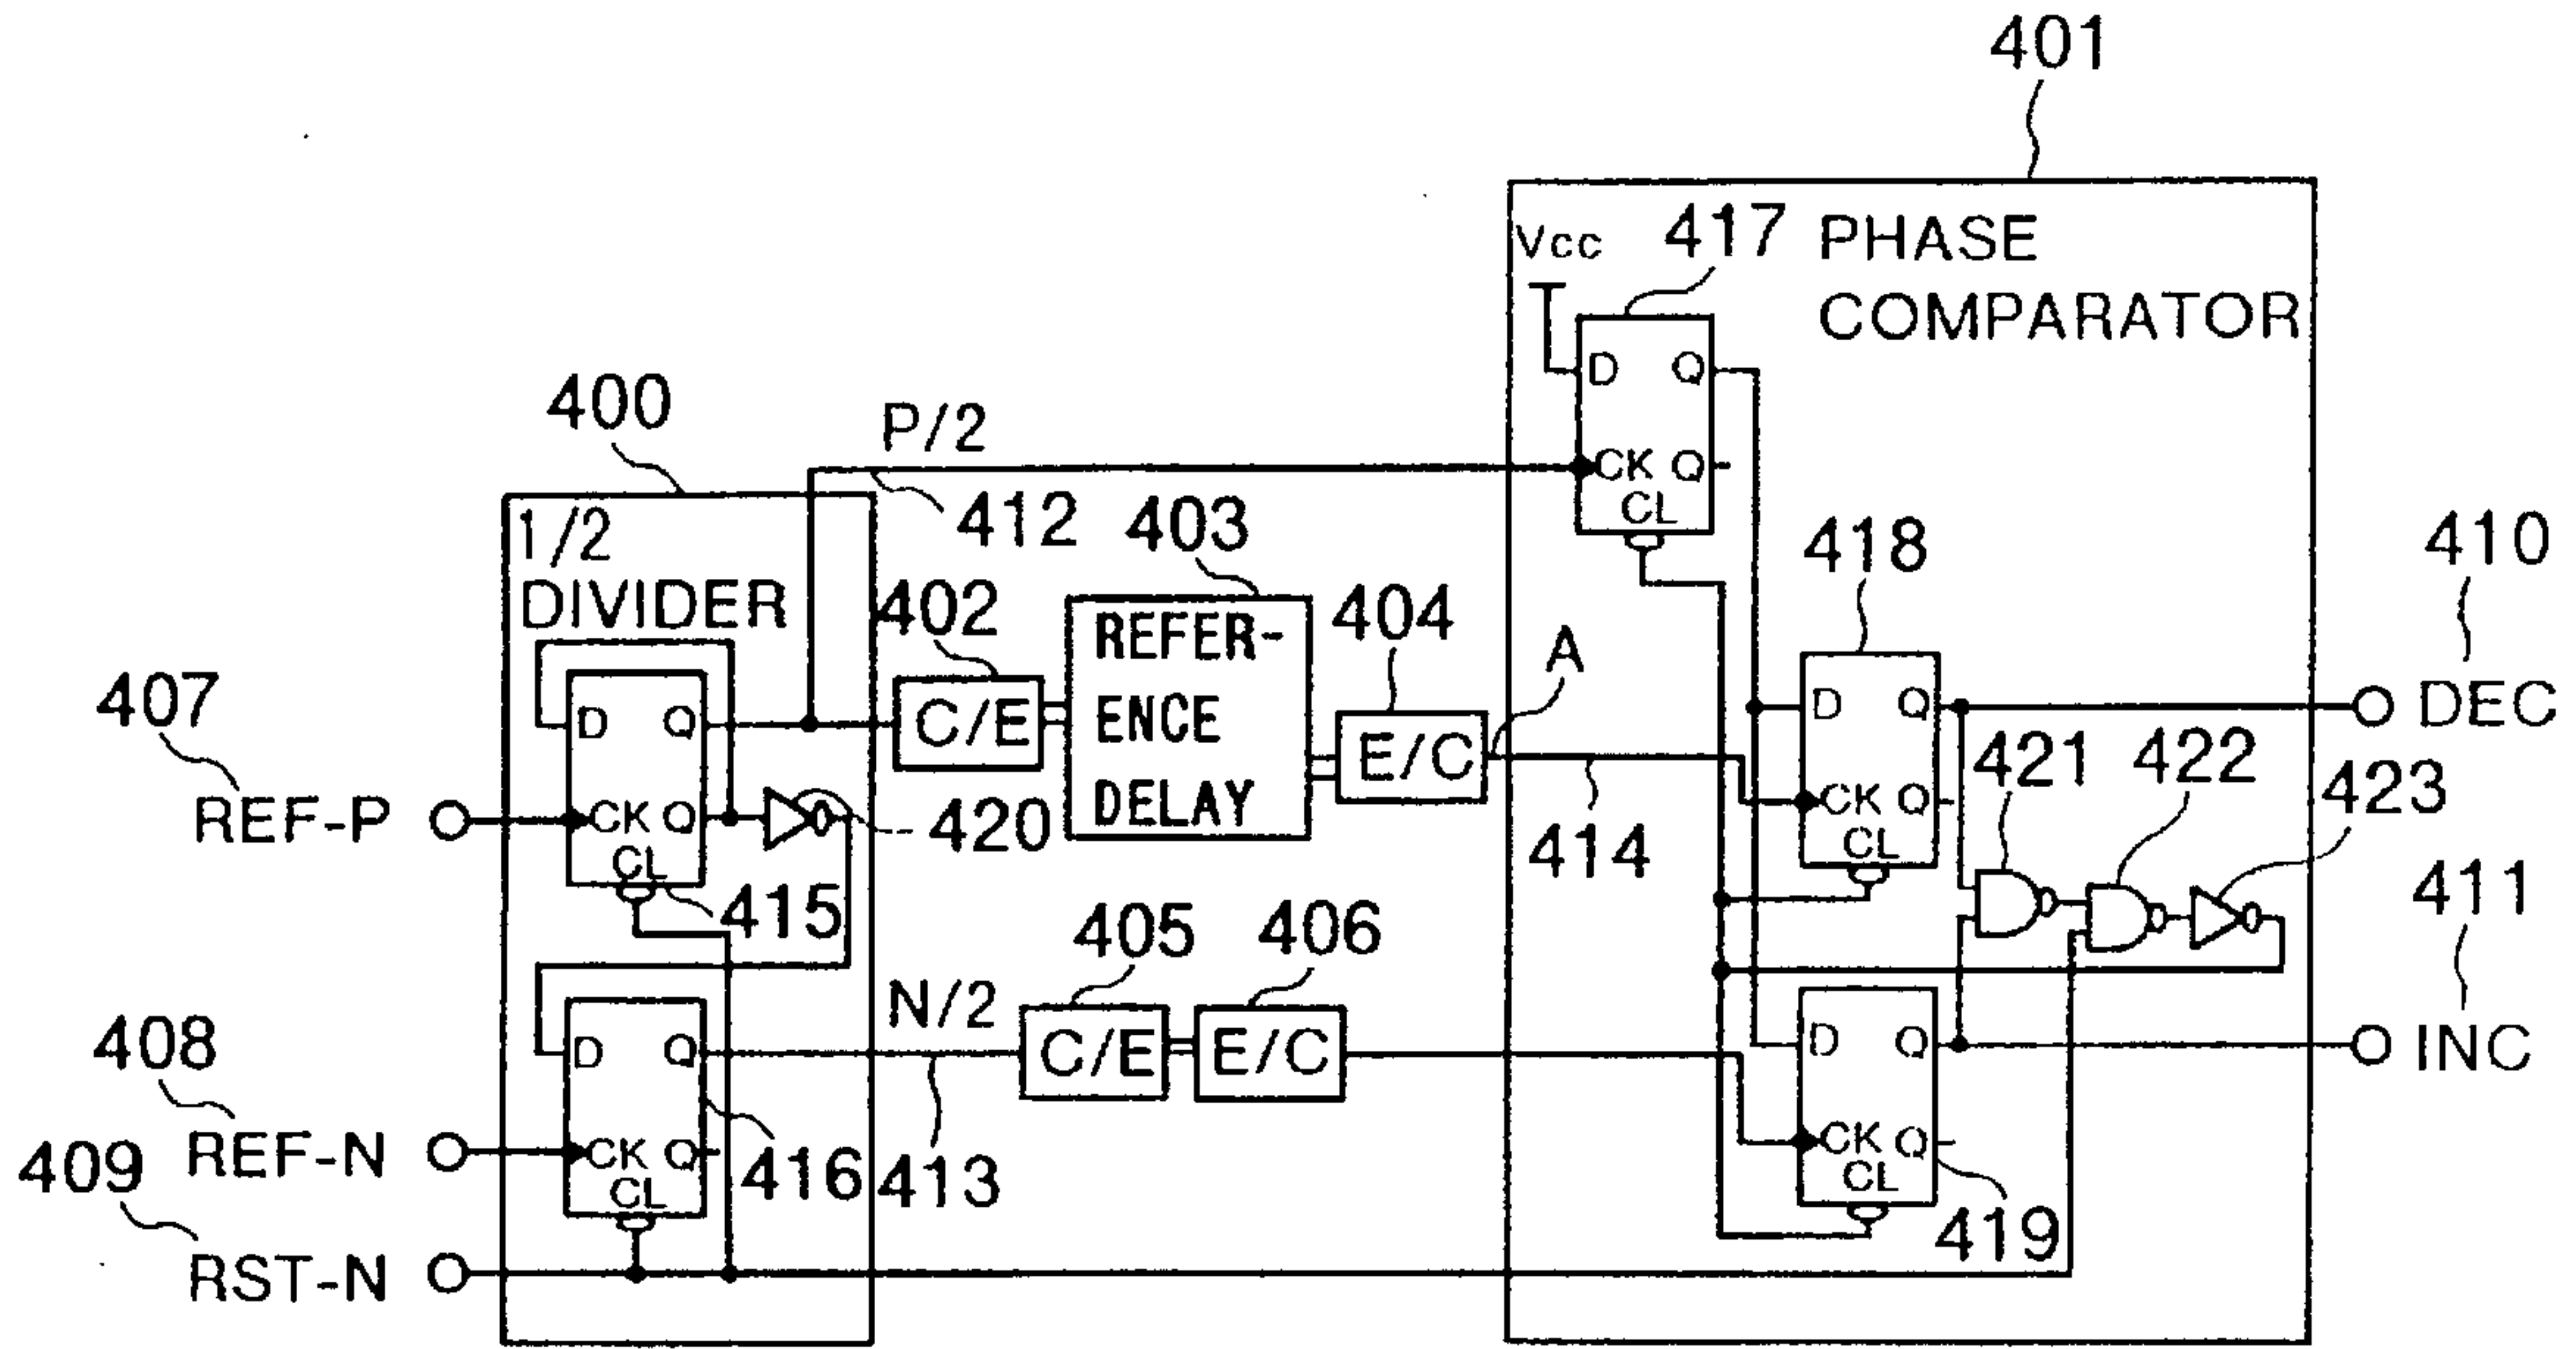 401
Vcc
417
PHASE
COMPARATOR
D
Q
CK
Q
CL
400
P/2
412
1/2
DIVIDER
402
C/E
403
REFER-
ENCE
DELAY
404
E/C
A
414
418
D
Q
CK
Q
CL
410
DEC
421
422
423
407
REF-P
D
Q
CK
Q
CL
420
415
405
C/E
406
E/C
N/2
413
411
INC
408
REF-N
409
RST-N
D
Q
CK
Q
CL
416
D
Q
CK
Q
CL
419